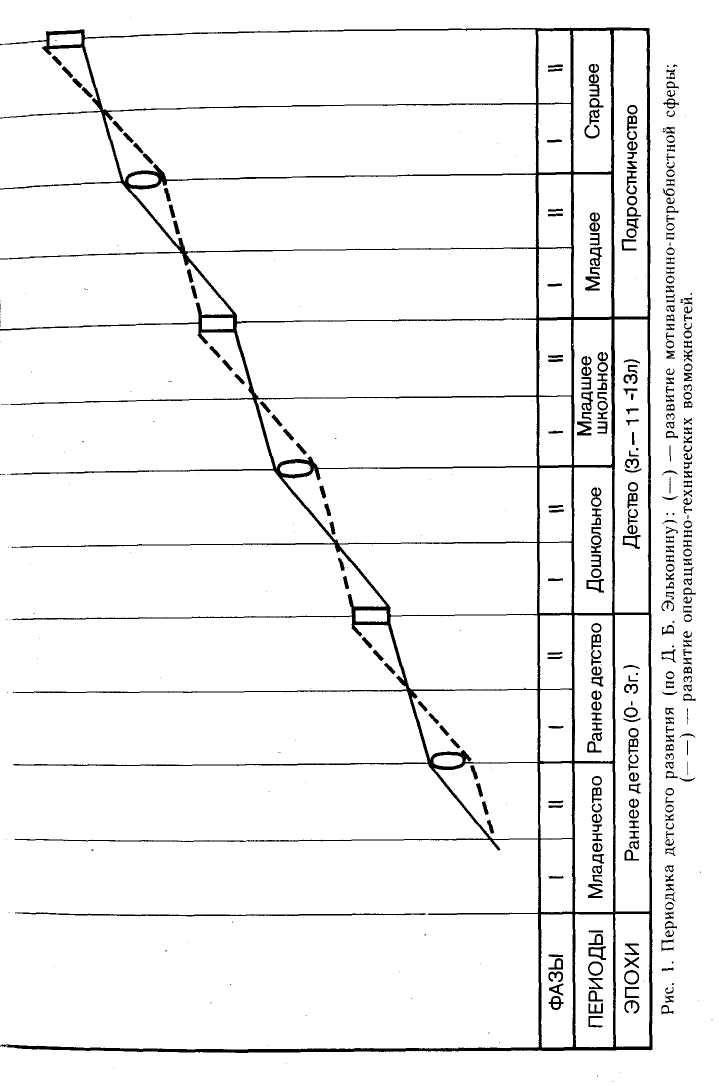 ФАЗЫ I II I II I II I II I II I II
ПЕРИОДЫ Младенчество Раннее детство Дошкольное Младшее школьное Младшее Старшее
ЭПОХИ Раннее детство (0- 3г.) Детство (3г.– 11 -13л) Подростничество
Рис. 1. Периодика детского развития (по Д. Б. Эльконину): (—) — развитие мотивационно-потребностной сферы;
(– –) — развитие операционно-технических возможностей.